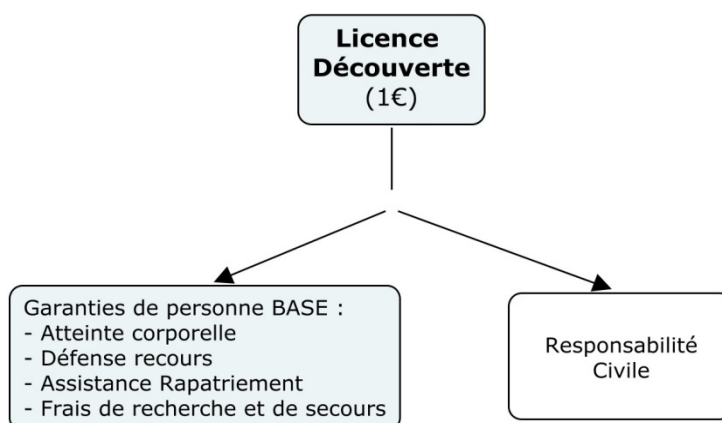 Licence
Découverte
(1€)
Garanties de personne BASE :
- Atteinte corporelle
- Défense recours
- Assistance Rapatriement
- Frais de recherche et de secours
Responsabilité
Civile